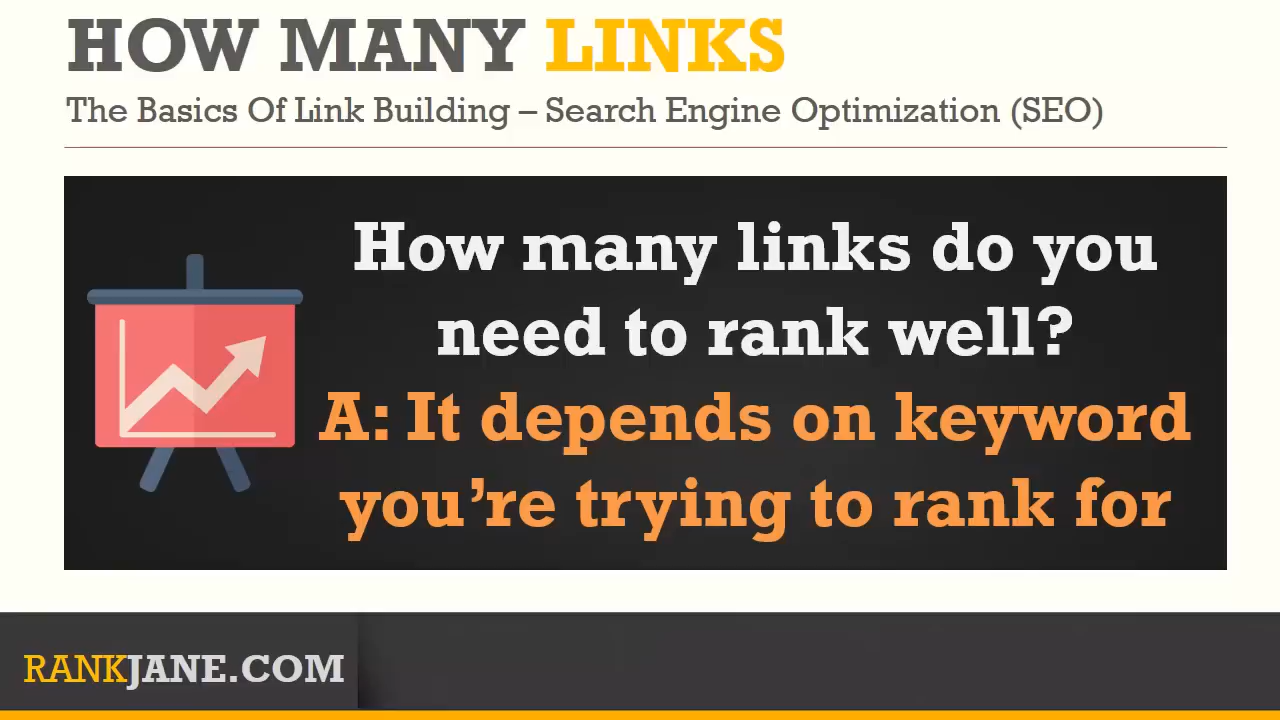 HOW MANY LINKS
The Basics Of Link Building – Search Engine Optimization (SEO)
How many links do you
need to rank well?
A: It depends on keyword
you’re trying to rank for
RANKJANE.COM